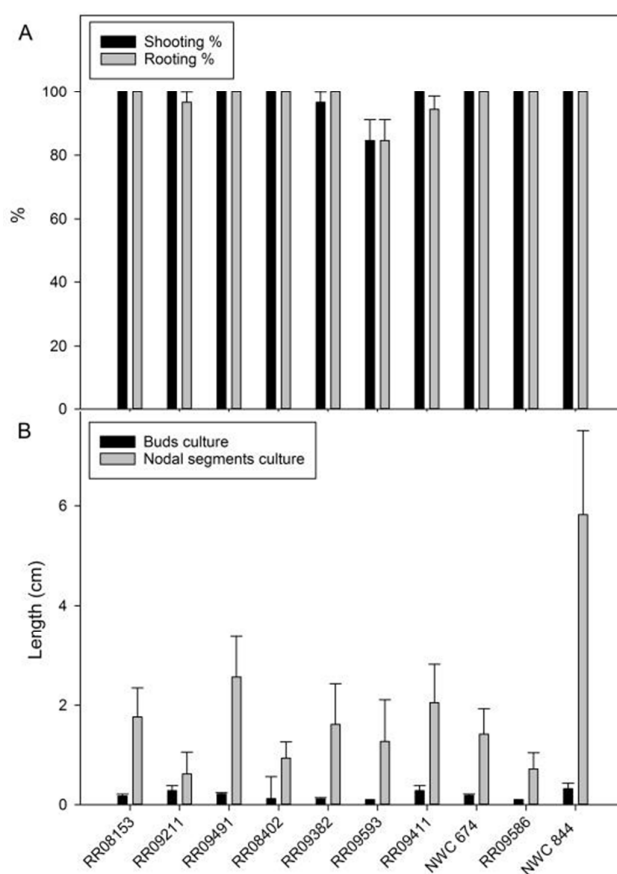 A
Shooting %
Rooting %
100
80
60
40
20
0
%
B
Buds culture
Nodal segments culture
6
4
2
0
Length (cm)
RR08153
RR09211
RR09491
RR08402
RR09382
RR09593
RR09411
NWC 674
RR09586
NWC 844